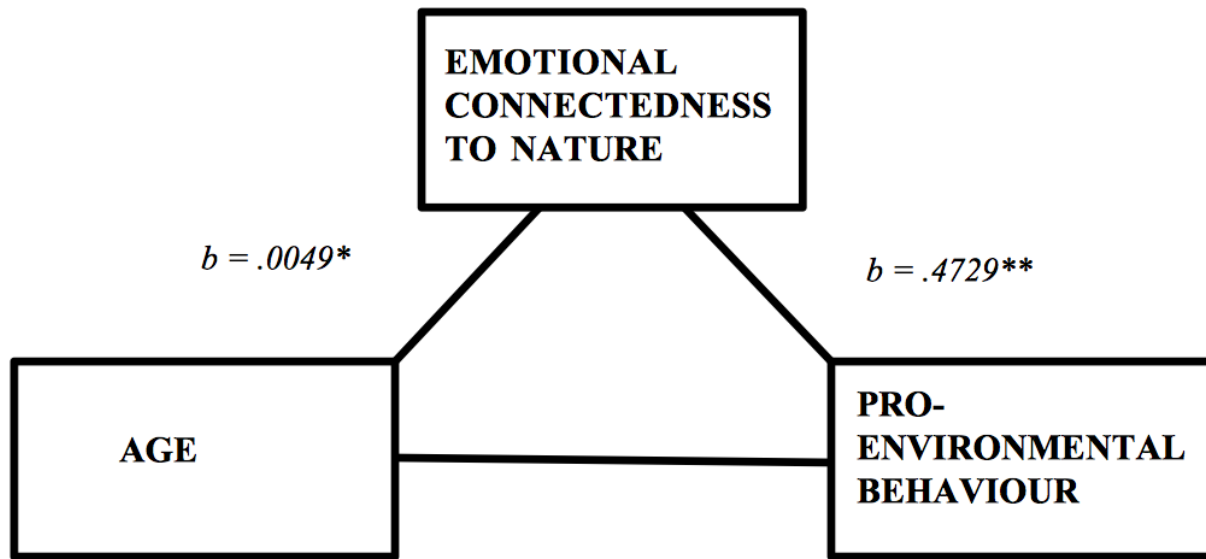 EMOTIONAL
CONNECTEDNESS
TO NATURE
b = .0049*
b = .4729**
AGE
PRO-
ENVIRONMENTAL
BEHAVIOUR